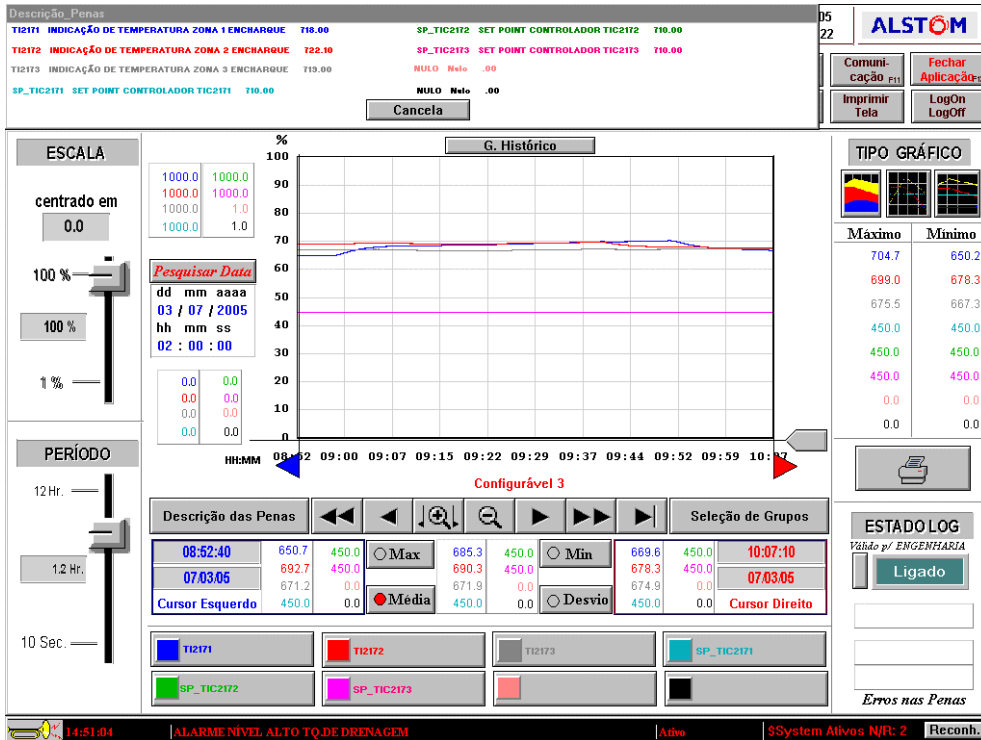 Descrição_Penas
TI2171 INDICAÇÃO DE TEMPERATURA ZONA 1 ENCHARQUE 718.00 SP_TIC2172 SET POINT CONTROLADOR TIC2172 710.00
TI2172 INDICAÇÃO DE TEMPERATURA ZONA 2 ENCHARQUE 722.10 SP_TIC2173 SET POINT CONTROLADOR TIC2173 710.00
TI2173 INDICAÇÃO DE TEMPERATURA ZONA 3 ENCHARQUE 719.00 NULO Nulo .00
SP_TIC2171 SET POINT CONTROLADOR TIC2171 710.00 NULO Nulo .00
Cancela
05
22
ALSTOM
Comuni-
cação F11
Fechar
Aplicação
Imprimir
Tela
LogOn
LogOff
ESCALA
centrado em
0.0
100 %
100 %
1 %
PERÍODO
12 Hr.
1.2 Hr.
10 Sec.
1000.0 1000.0
1000.0 1000.0
1000.0 1.0
1000.0 1.0
Pesquisar Data
dd mm aaaa
03 / 07 / 2005
hh mm ss
02 : 00 : 00
0.0 0.0
0.0 0.0
0.0 0.0
0.0 0.0
G. Histórico
%
100
90
80
70
60
50
40
30
20
10
0
HH:MM 08:52 09:00 09:07 09:15 09:22 09:29 09:37 09:44 09:52 09:59 10:07
Configurável 3
Descrição das Penas
Seleção de Grupos
08:52:40 650.7 450.0 Max 685.3 450.0 Min 669.6 450.0 10:07:10
692.7 450.0 690.3 450.0 678.3 450.0
07/03/05 671.2 0.0 671.9 0.0 674.9 0.0 07/03/05
Cursor Esquerdo 450.0 0.0 Média 450.0 0.0 Desvio 450.0 0.0 Cursor Direito
TI2171 TI2172 TI2173 SP_TIC2171
SP_TIC2172 SP_TIC2173
TIPO GRÁFICO
Máximo Mínimo
704.7 650.2
699.0 678.3
675.5 667.3
450.0 450.0
450.0 450.0
450.0 450.0
0.0 0.0
0.0 0.0
ESTADO LOG
Válido p/ ENGENHARIA
Ligado
Erros nas Penas
14:51:04 ALARME NÍVEL ALTO TQ.DE DRENAGEM Ativo $System Ativos N/R: 2 Reconh.